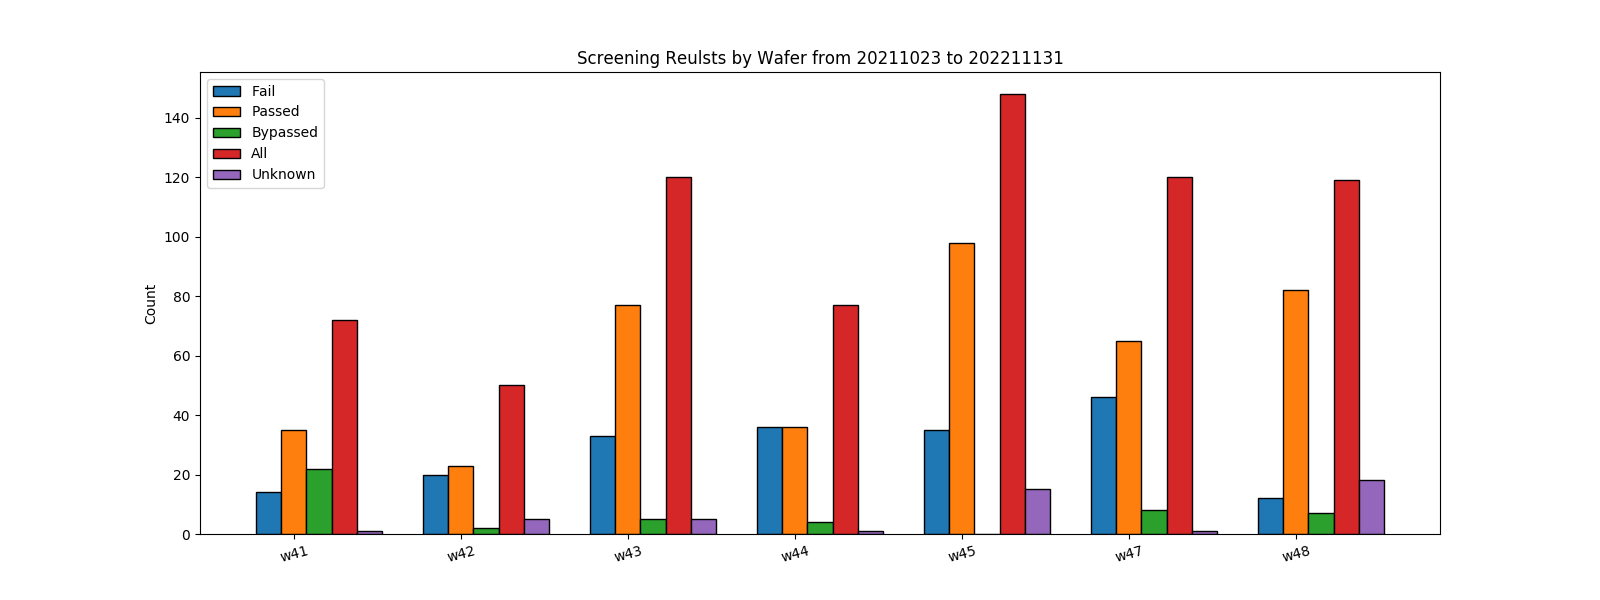 Screening Reulsts by Wafer from 20211023 to 202211131
Fail
Passed
Bypassed
All
Unknown
Count
140
120
100
80
60
40
20
0
w41 w42 w43 w44 w45 w47 w48